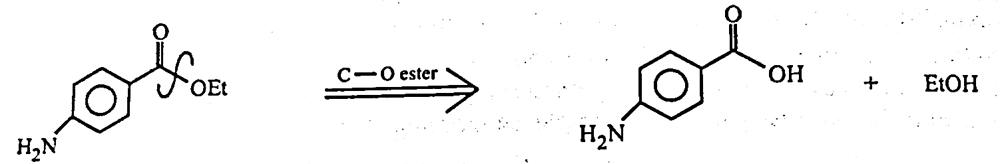 O
OEt
H₂N
C—O ester
O
OH
H₂N
+
EtOH